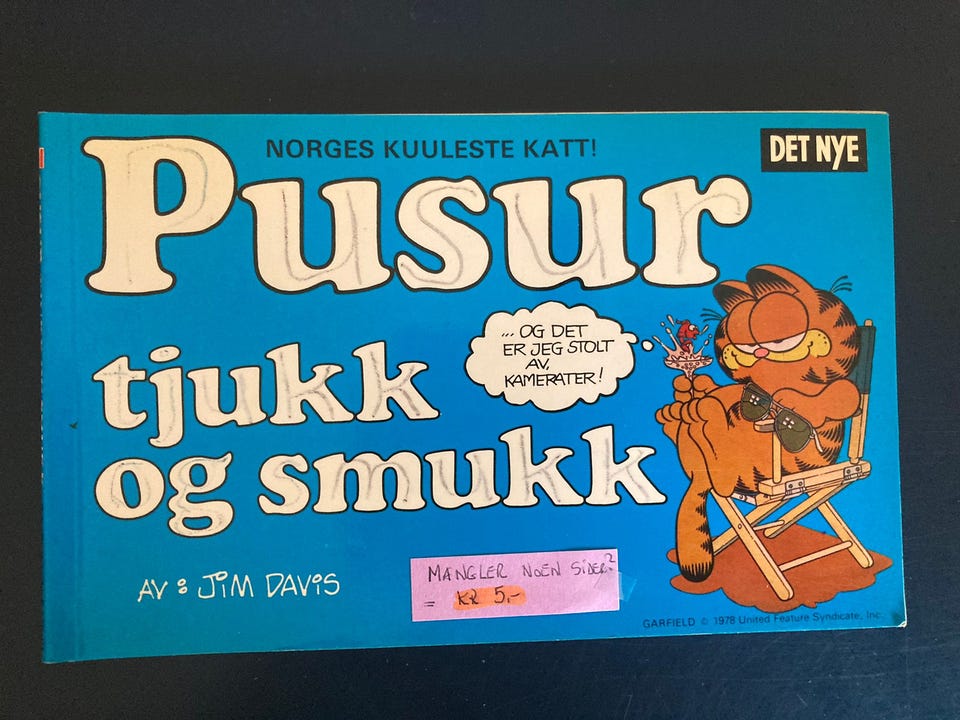 NORGES KUULESTE KATT!
DET NYE
Pusur
tjukk
og smukk
... OG DET
ER JEG STOLT
AV,
KAMERATER!
AV: JIM DAVIS
MANGLER NOEN SIDER?
= KR 5,-
GARFIELD © 1978 United Feature Syndicate, Inc.